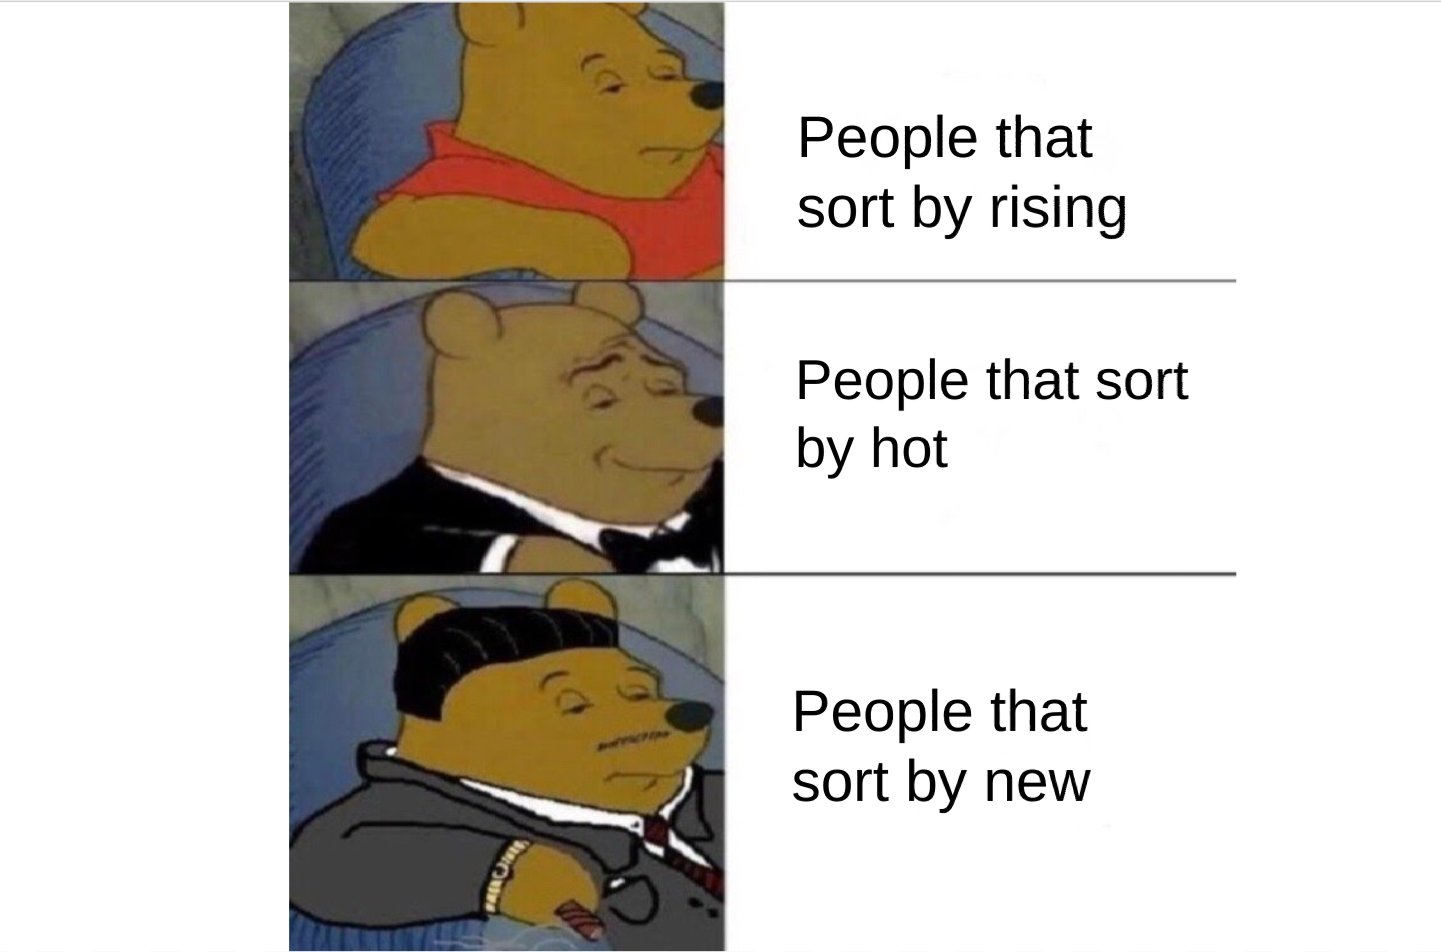 People that
sort by rising
People that sort
by hot
People that
sort by new